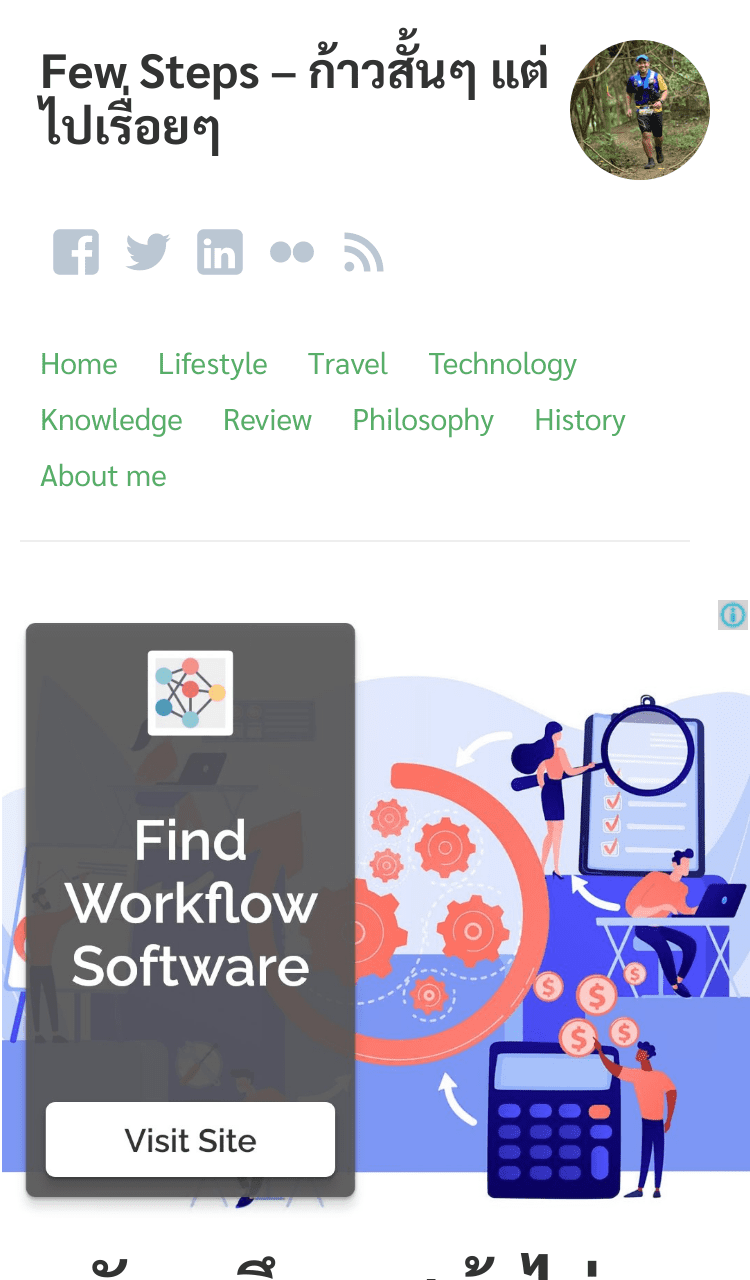 Few Steps – ก้าวสั้นๆ แต่
ไปเรื่อยๆ
Home Lifestyle Travel Technology
Knowledge Review Philosophy History
About me
Find
Workflow
Software
Visit Site